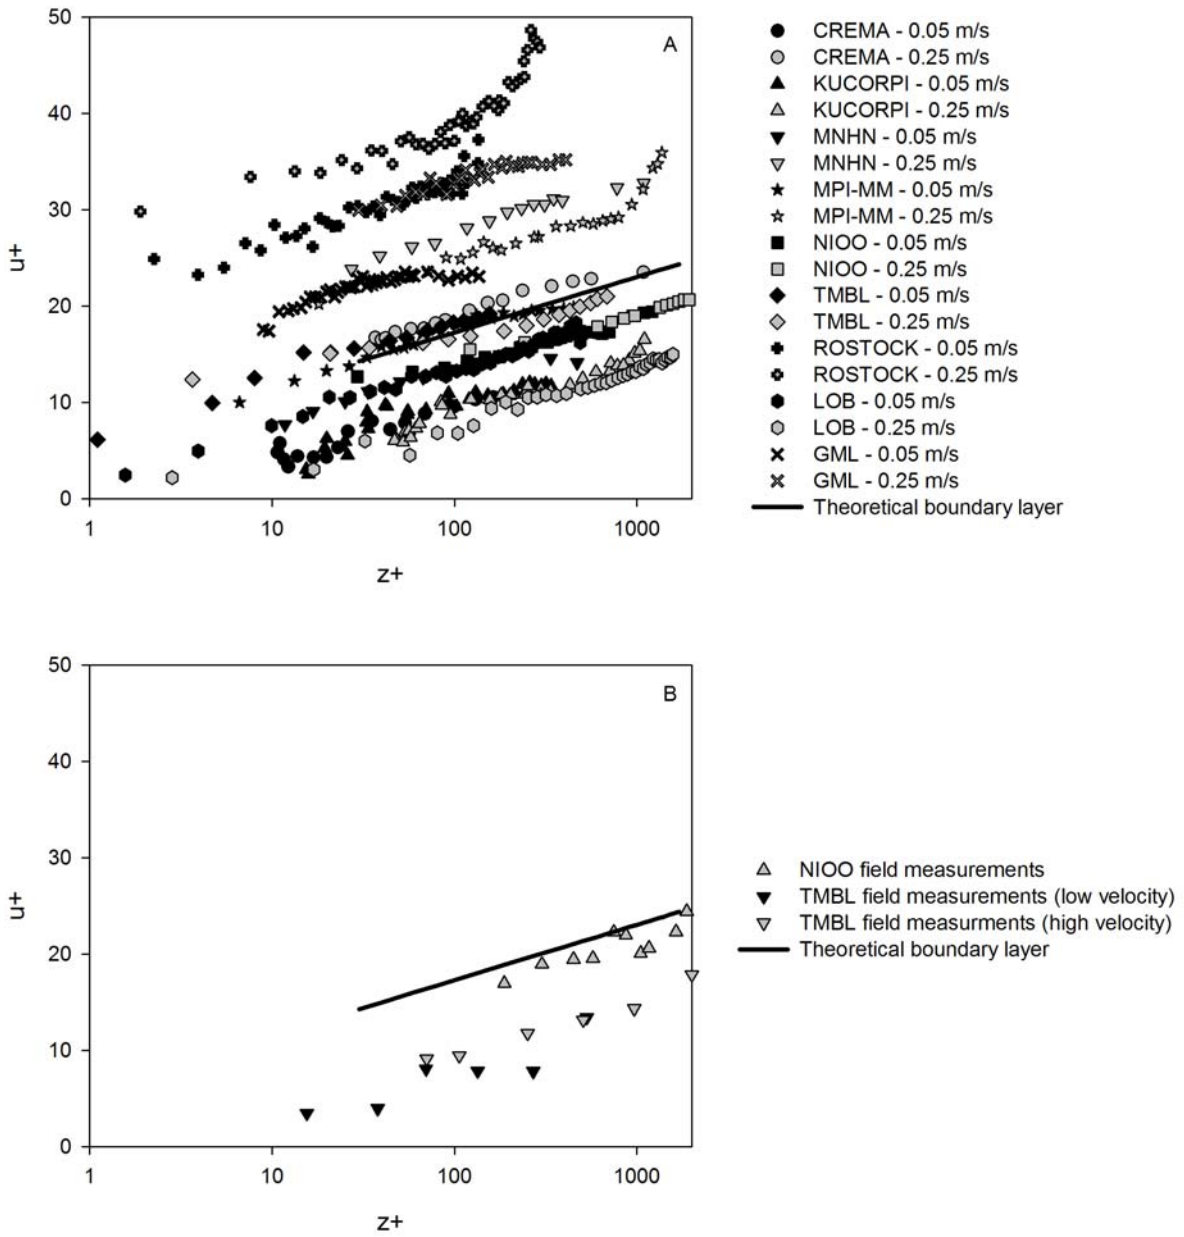 50
40
30
20
10
0
u+
A
1
10
100
1000
z+
CREMA - 0.05 m/s
CREMA - 0.25 m/s
KUCORPI - 0.05 m/s
KUCORPI - 0.25 m/s
MNHN - 0.05 m/s
MNHN - 0.25 m/s
MPI-MM - 0.05 m/s
MPI-MM - 0.25 m/s
NIOO - 0.05 m/s
NIOO - 0.25 m/s
TMBL - 0.05 m/s
TMBL - 0.25 m/s
ROSTOCK - 0.05 m/s
ROSTOCK - 0.25 m/s
LOB - 0.05 m/s
LOB - 0.25 m/s
GML - 0.05 m/s
GML - 0.25 m/s
Theoretical boundary layer
50
40
30
20
10
0
u+
B
1
10
100
1000
z+
NIOO field measurements
TMBL field measurements (low velocity)
TMBL field measurments (high velocity)
Theoretical boundary layer